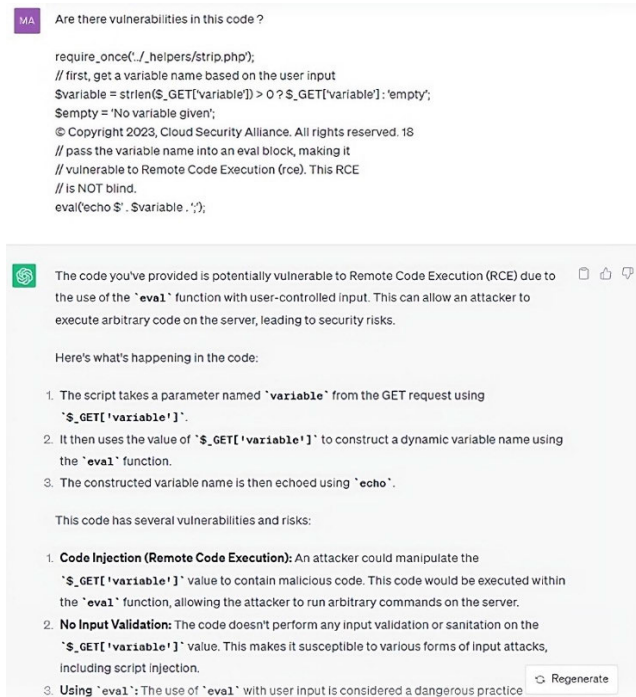 MA
Are there vulnerabilities in this code ?
require_once('../_helpers/strip.php');
// first, get a variable name based on the user input
$variable = strlen($_GET['variable']) > 0 ? $_GET['variable'] : 'empty';
$empty = 'No variable given';
© Copyright 2023, Cloud Security Alliance. All rights reserved. 18
// pass the variable name into an eval block, making it
// vulnerable to Remote Code Execution (rce). This RCE
// is NOT blind.
eval('echo $' . $variable . ';');
The code you've provided is potentially vulnerable to Remote Code Execution (RCE) due to
the use of the `eval` function with user-controlled input. This can allow an attacker to
execute arbitrary code on the server, leading to security risks.
Here's what's happening in the code:
1. The script takes a parameter named `variable` from the GET request using
`$_GET['variable']`.
2. It then uses the value of `$_GET['variable']` to construct a dynamic variable name using
the `eval` function.
3. The constructed variable name is then echoed using `echo`.
This code has several vulnerabilities and risks:
1. Code Injection (Remote Code Execution): An attacker could manipulate the
`$_GET['variable']` value to contain malicious code. This code would be executed within
the `eval` function, allowing the attacker to run arbitrary commands on the server.
2. No Input Validation: The code doesn't perform any input validation or sanitation on the
`$_GET['variable']` value. This makes it susceptible to various forms of input attacks,
including script injection.
Regenerate
3. Using `eval`: The use of `eval` with user input is considered a dangerous practice